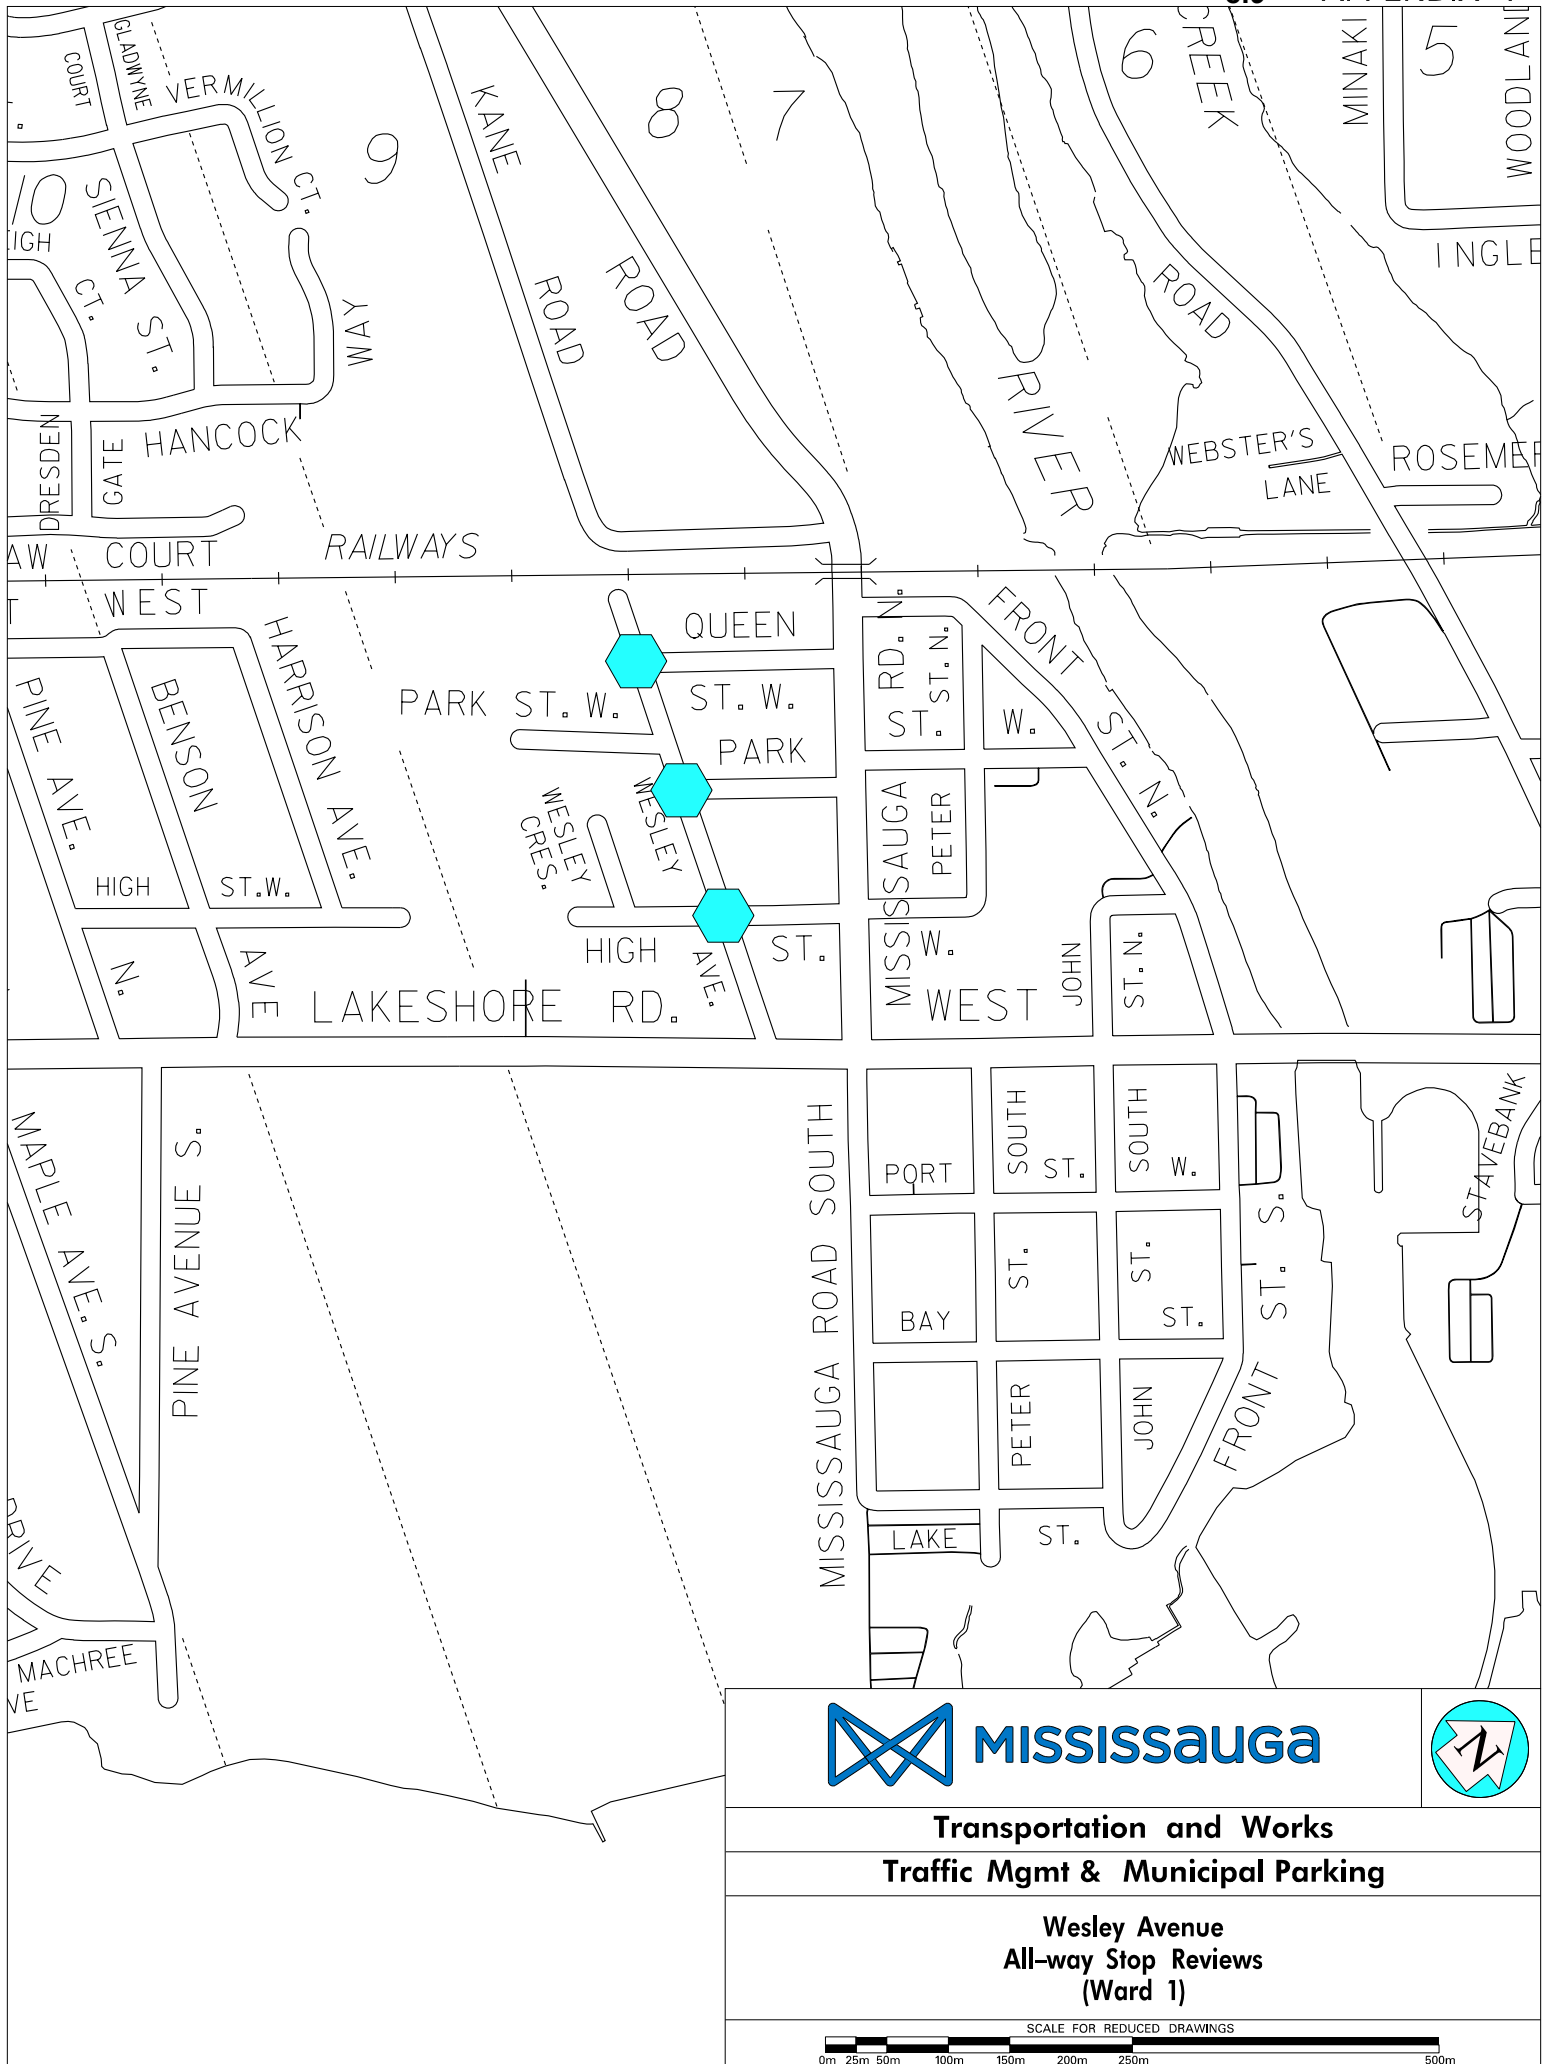 GLADWYNE
COURT
VERMILLION CT.
9
KANE
ROAD
8
7
ROAD
6
CREEK
MINAKI
5
WOODLAN
INGLE
10
SIENNA ST.
CT.
WAY
ROAD
RIVER
HANCOCK
DRESDEN
GATE
WEBSTER'S
LANE
ROSEME
AW COURT
RAILWAYS
WEST
QUEEN
ST. W.
FRONT
ST. N.
HARRISON AVE.
BENSON
AVE
PINE AVE.
N.
PARK ST. W.
PARK
RD. N.
ST.
ST. N.
W.
WESLEY
AVE.
WESLEY
CRES.
MISSISSAUGA
PETER
HIGH ST.W.
HIGH ST.
W.
JOHN
ST. N.
LAKESHORE RD. WEST
MAPLE AVE. S.
PINE AVENUE S.
MISSISSAUGA ROAD SOUTH
SOUTH
SOUTH
PORT ST. W.
STAVEBANK
ST.
ST.
BAY ST.
FRONT ST. S.
PETER
JOHN
LAKE ST.
DRIVE
MACHREE
VE
MISSISSAUGA
N
Transportation and Works
Traffic Mgmt & Municipal Parking
Wesley Avenue
All-way Stop Reviews
(Ward 1)
SCALE FOR REDUCED DRAWINGS
0m 25m 50m 100m 150m 200m 250m 500m